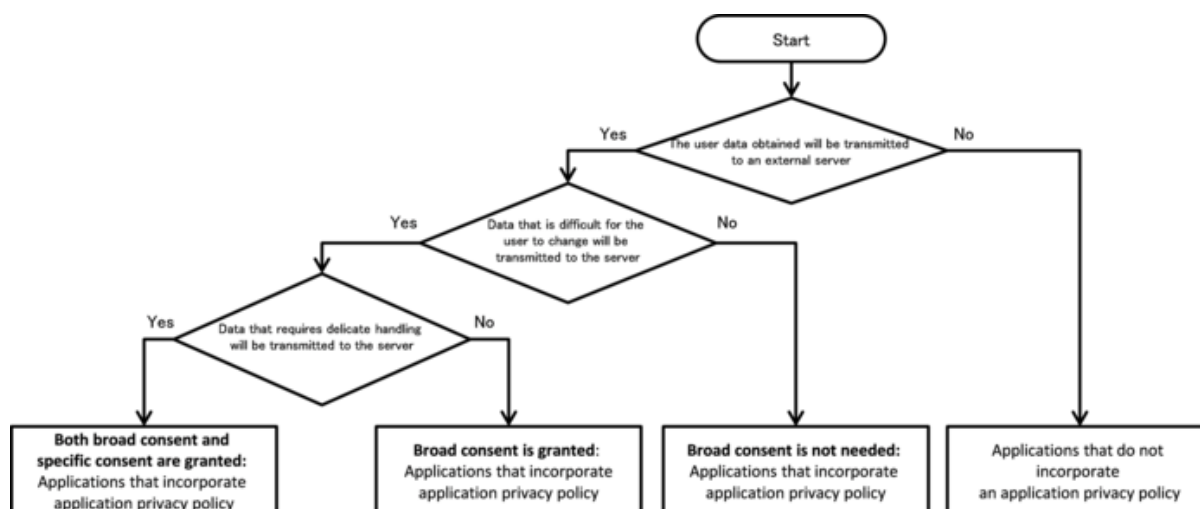 Start
Yes
No
The user data obtained will be transmitted
to an external server
Yes
No
Data that is difficult for the
user to change will be
transmitted to the server
Yes
No
Data that requires delicate handling
will be transmitted to the server
Both broad consent and
specific consent are granted:
Applications that incorporate
application privacy policy
Broad consent is granted:
Applications that incorporate
application privacy policy
Broad consent is not needed:
Applications that incorporate
application privacy policy
Applications that do not
incorporate
an application privacy policy